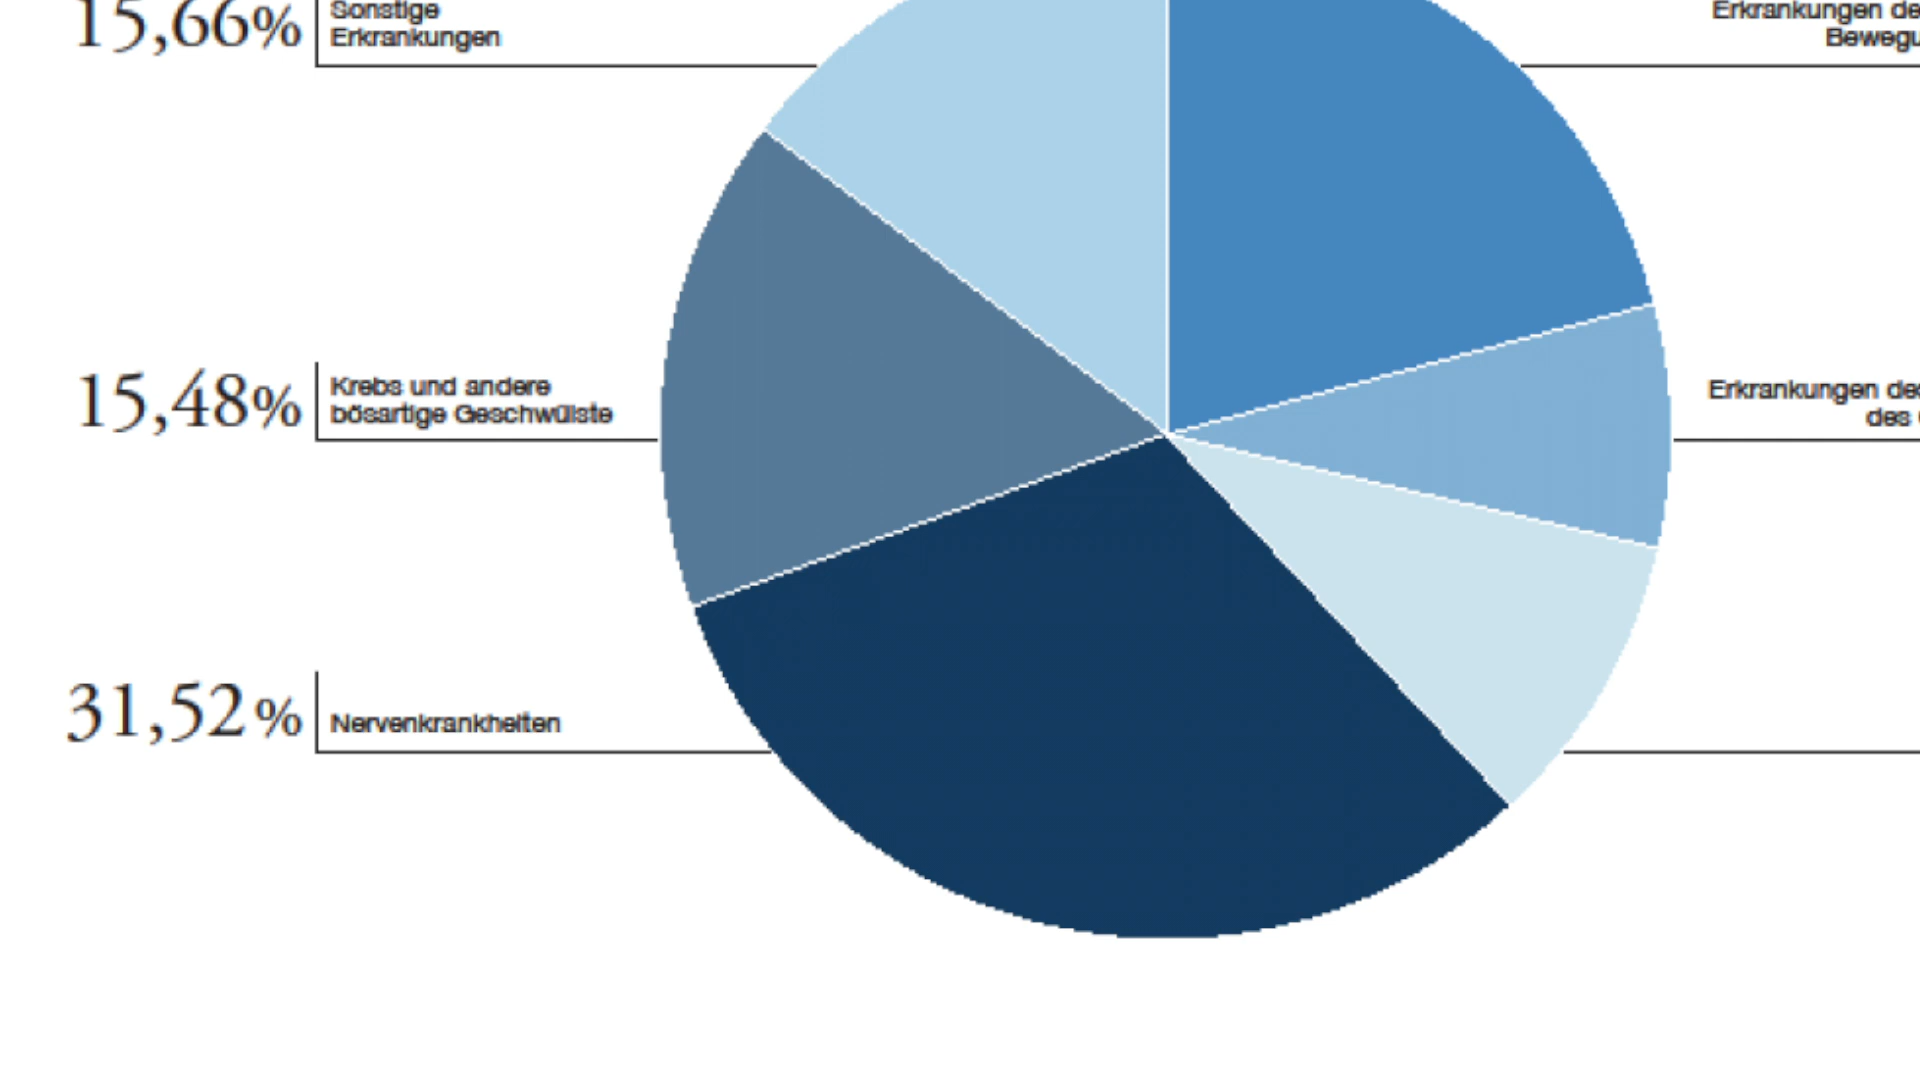 15,66%
Sonstige
Erkrankungen
Erkrankungen de
Bewegu
15,48%
Krebs und andere
bösartige Geschwülste
Erkrankungen de
des
31,52%
Nervenkrankheiten